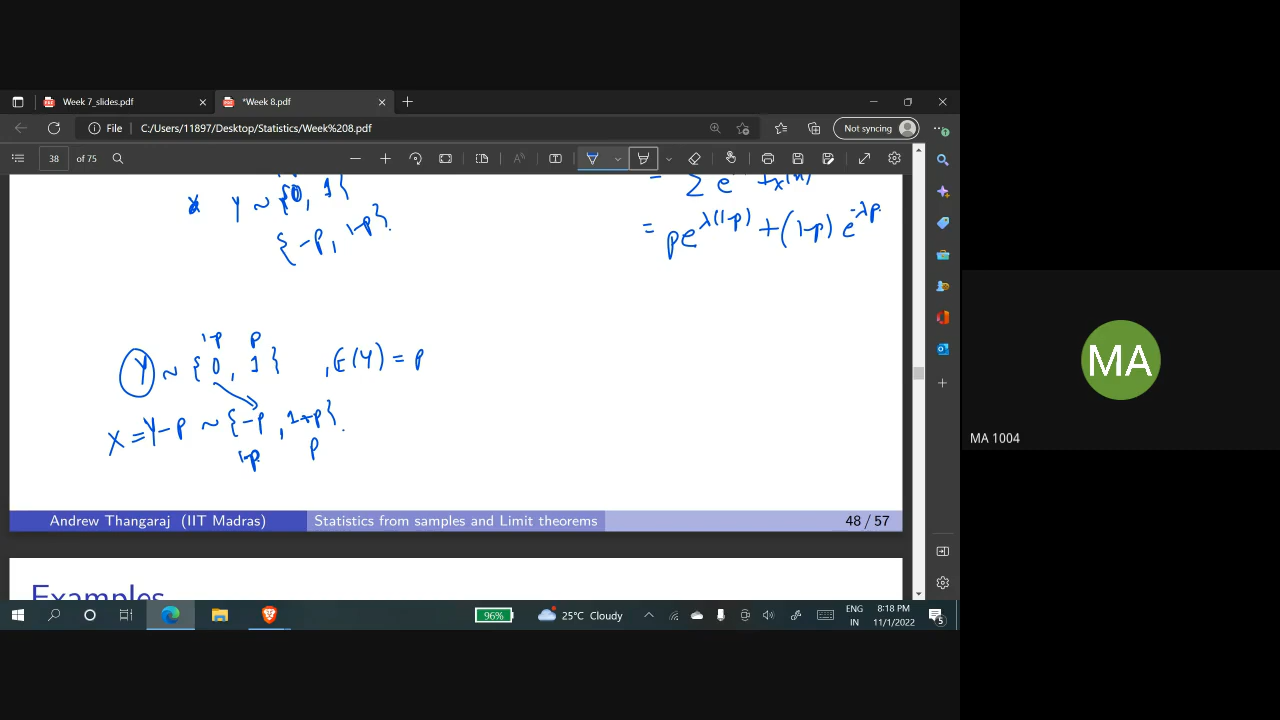 Week 7_slides.pdf
*Week 8.pdf
File
C:/Users/11897/Desktop/Statistics/Week%208.pdf
Not syncing
38 of 75
Y ~ {0, 1}
{-p, 1-p}.
= pe^{λ(1-p)} + (1-p) e^{-λp}
1-p p
Y ~ {0, 1} , E(Y) = p
X = Y-p ~ {-p, 1-p}.
1-p p
Andrew Thangaraj (IIT Madras)
Statistics from samples and Limit theorems
48 / 57
Examples
MA
MA 1004
96%
25°C Cloudy
ENG
IN
8:18 PM
11/1/2022
5